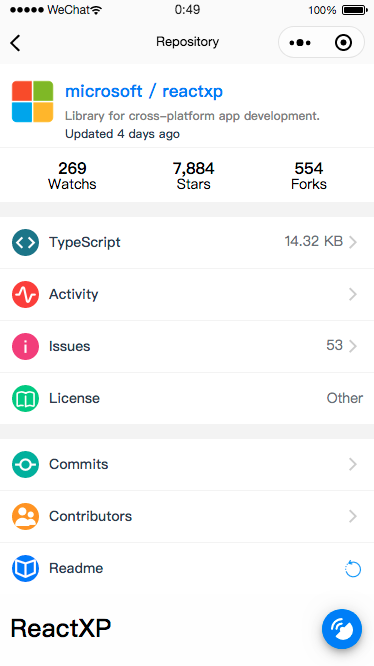 ●●●●● WeChat 0:49 100%
Repository
microsoft / reactxp
Library for cross-platform app development.
Updated 4 days ago
269 7,884 554
Watchs Stars Forks
TypeScript 14.32 KB
Activity
Issues 53
License Other
Commits
Contributors
Readme
ReactXP